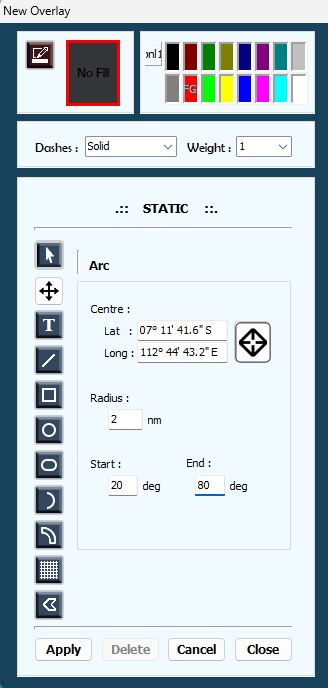 New Overlay
No Fill
onl1
FG
Dashes : Solid Weight : 1
.:: STATIC ::.
T
Arc
Centre :
Lat : 07° 11' 41.6" S
Long : 112° 44' 43.2" E
Radius :
2 nm
Start : End :
20 deg 80 deg
Apply Delete Cancel Close